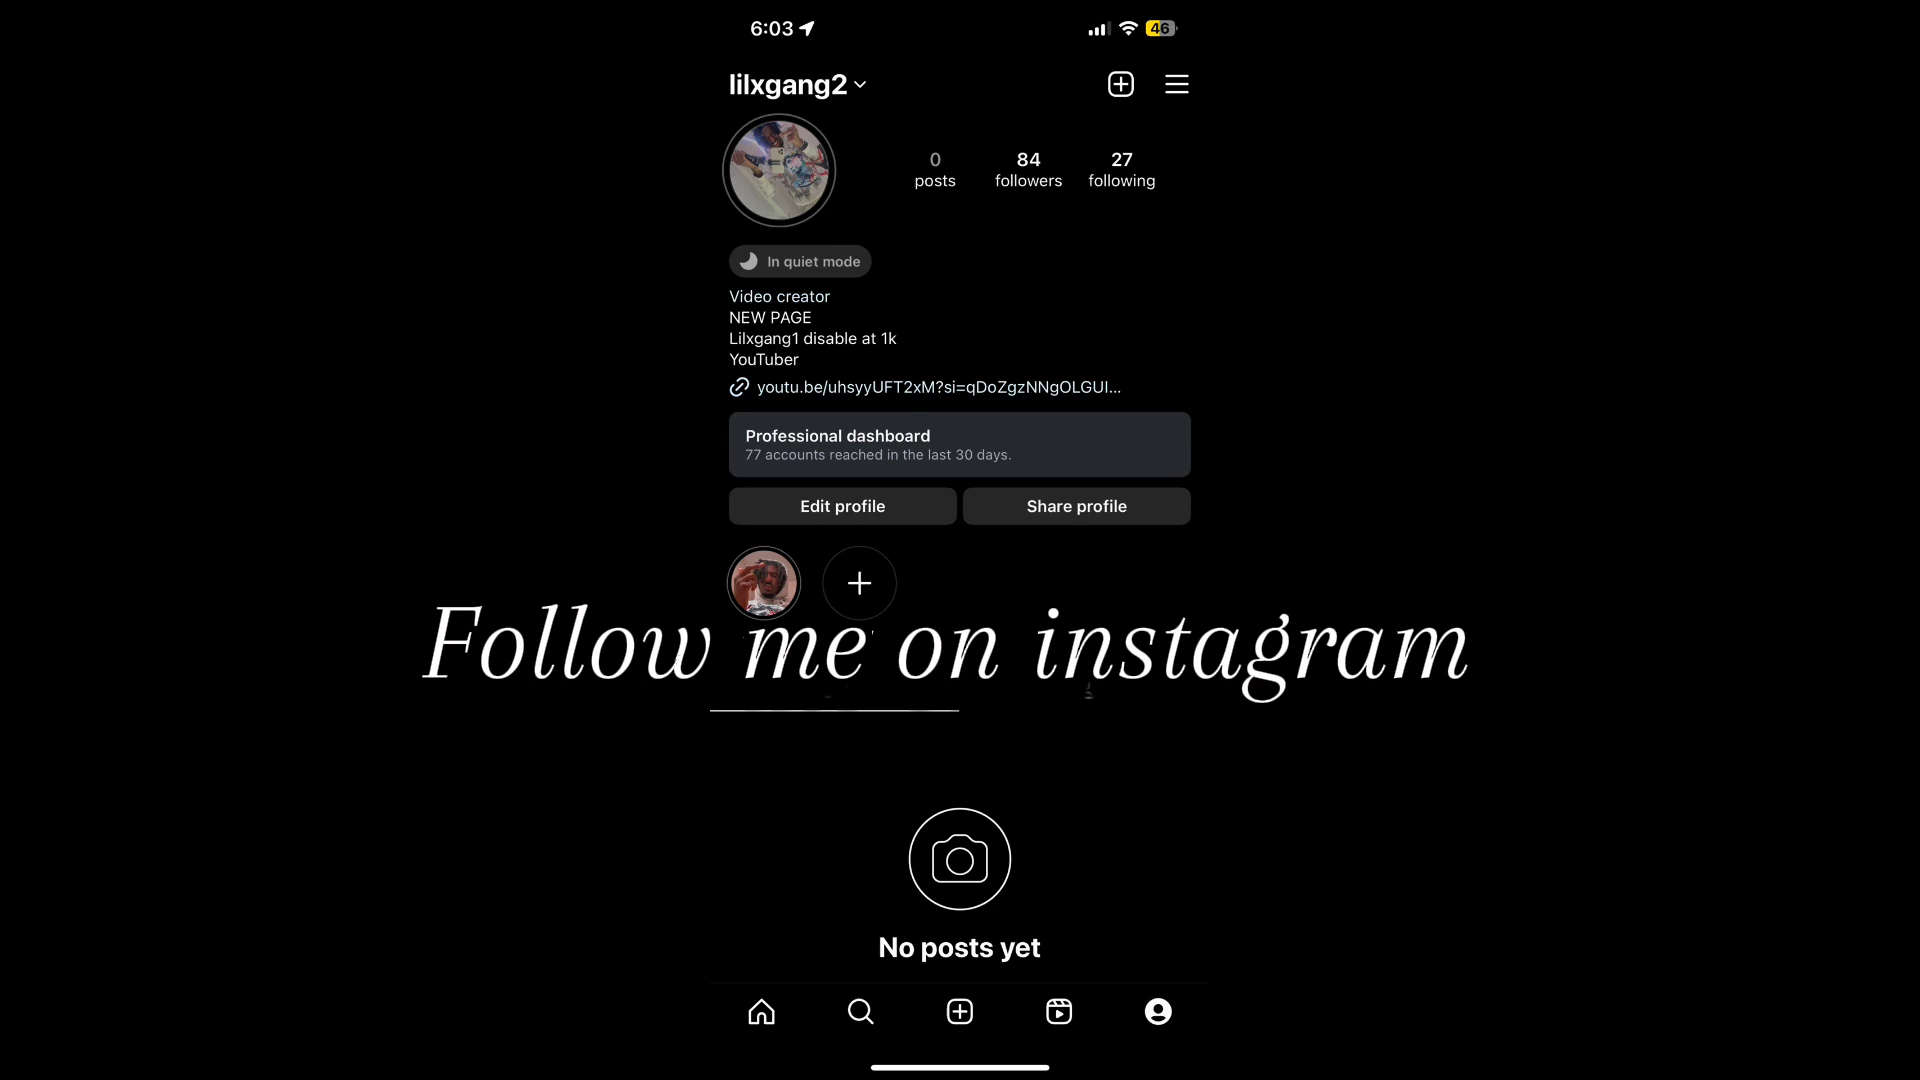 6:03
46
lilxgang2
0 posts
84 followers
27 following
In quiet mode
Video creator
NEW PAGE
Lilxgang1 disable at 1k
YouTuber
youtu.be/uhsyyUFT2xM?si=qDoZgzNNgOLGUI...
Professional dashboard
77 accounts reached in the last 30 days.
Edit profile
Share profile
Follow me on instagram
No posts yet